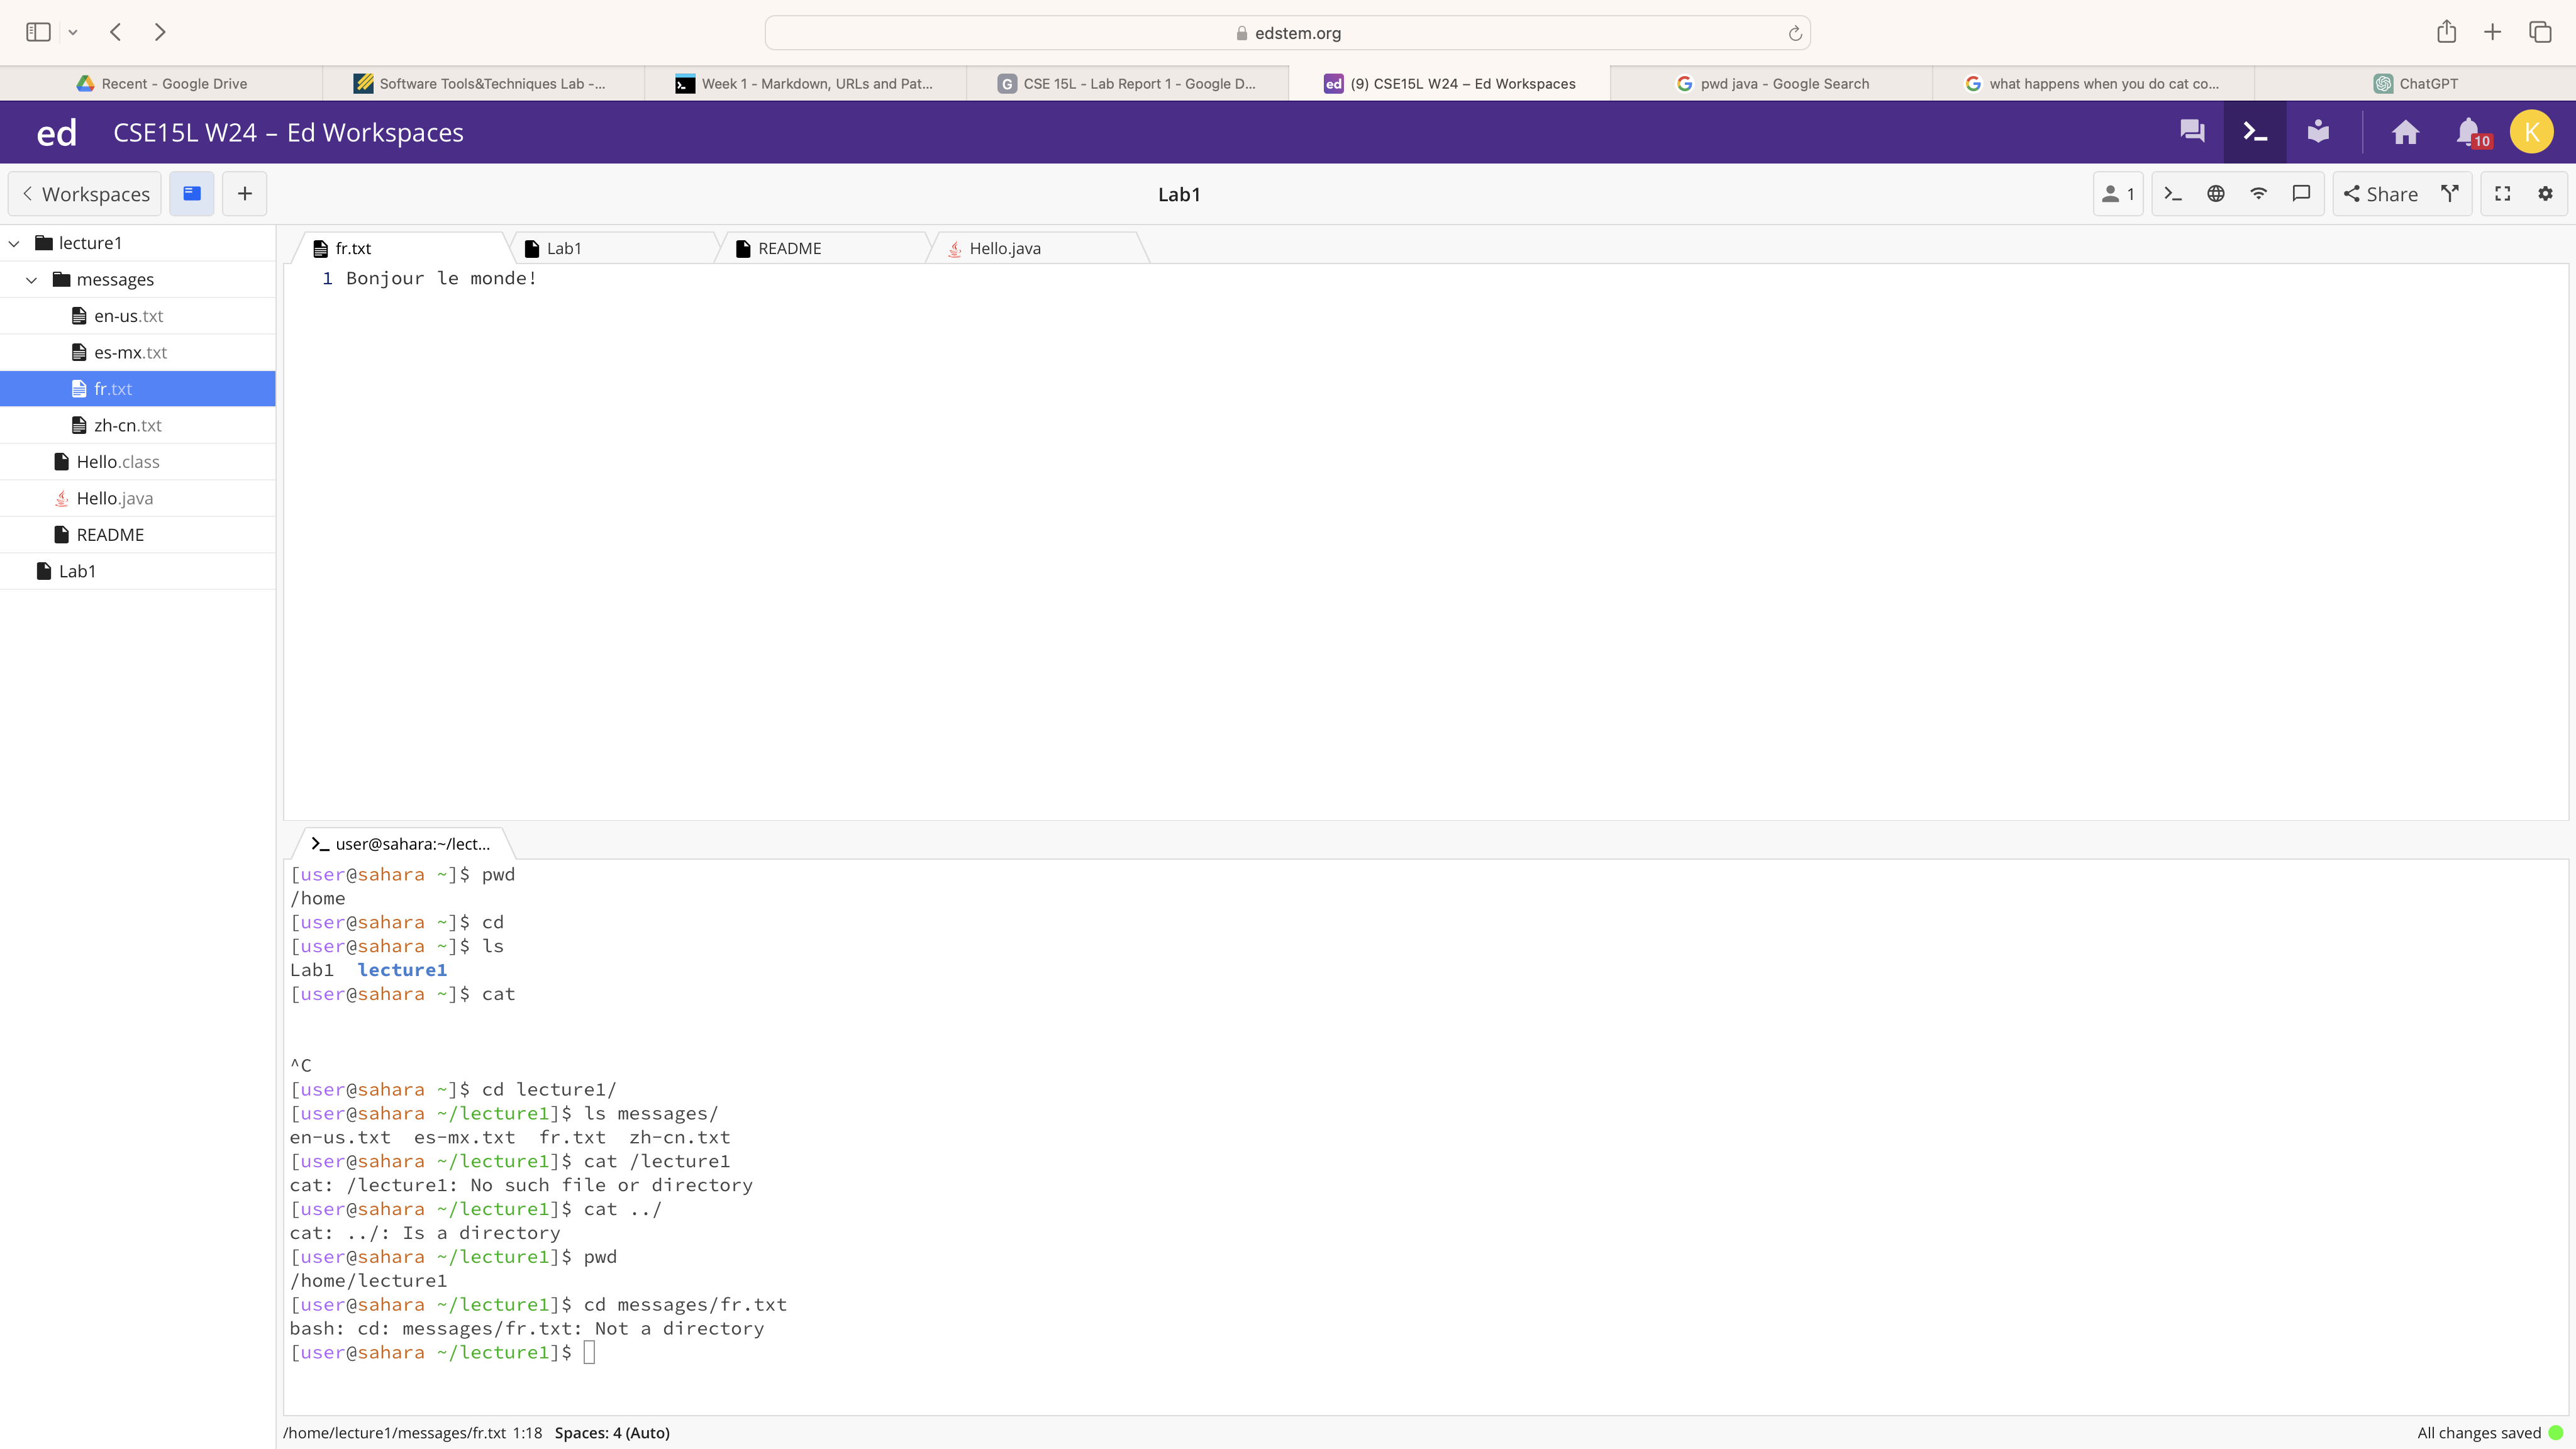 edstem.org
Recent - Google Drive
Software Tools&Techniques Lab -...
Week 1 - Markdown, URLs and Pat...
G CSE 15L - Lab Report 1 - Google D...
ed (9) CSE15L W24 – Ed Workspaces
pwd java - Google Search
what happens when you do cat co...
ChatGPT
ed CSE15L W24 – Ed Workspaces
10
K
Workspaces
Lab1
1
Share
lecture1
messages
en-us.txt
es-mx.txt
fr.txt
zh-cn.txt
Hello.class
Hello.java
README
Lab1
fr.txt
Lab1
README
Hello.java
1 Bonjour le monde!
user@sahara:~/lect...
[user@sahara ~]$ pwd
/home
[user@sahara ~]$ cd
[user@sahara ~]$ ls
Lab1  lecture1
[user@sahara ~]$ cat
^C
[user@sahara ~]$ cd lecture1/
[user@sahara ~/lecture1]$ ls messages/
en-us.txt  es-mx.txt  fr.txt  zh-cn.txt
[user@sahara ~/lecture1]$ cat /lecture1
cat: /lecture1: No such file or directory
[user@sahara ~/lecture1]$ cat ../
cat: ../: Is a directory
[user@sahara ~/lecture1]$ pwd
/home/lecture1
[user@sahara ~/lecture1]$ cd messages/fr.txt
bash: cd: messages/fr.txt: Not a directory
[user@sahara ~/lecture1]$
/home/lecture1/messages/fr.txt 1:18 Spaces: 4 (Auto)
All changes saved